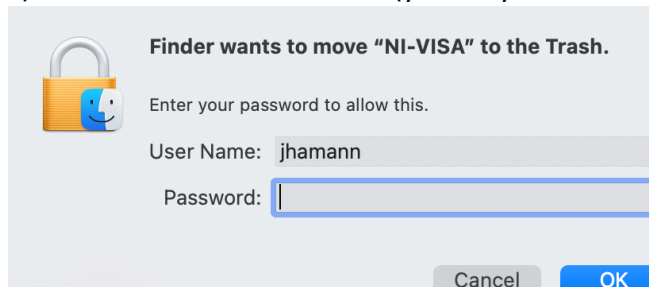 Finder wants to move “NI-VISA” to the Trash.
Enter your password to allow this.
User Name: jhamann
Password:
Cancel OK